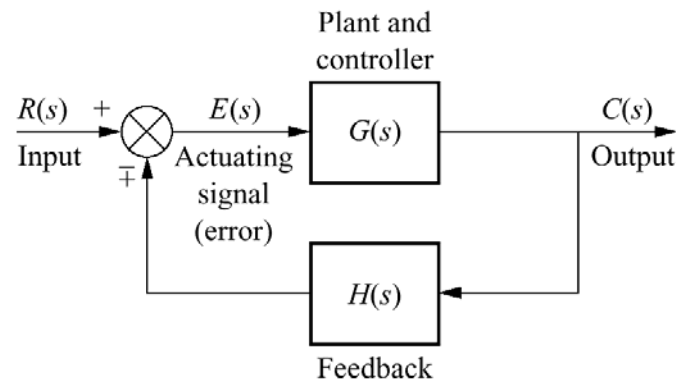 Plant and
controller
R(s) + E(s) G(s) C(s)
Input Actuating Output
∓ signal
(error)
H(s)
Feedback